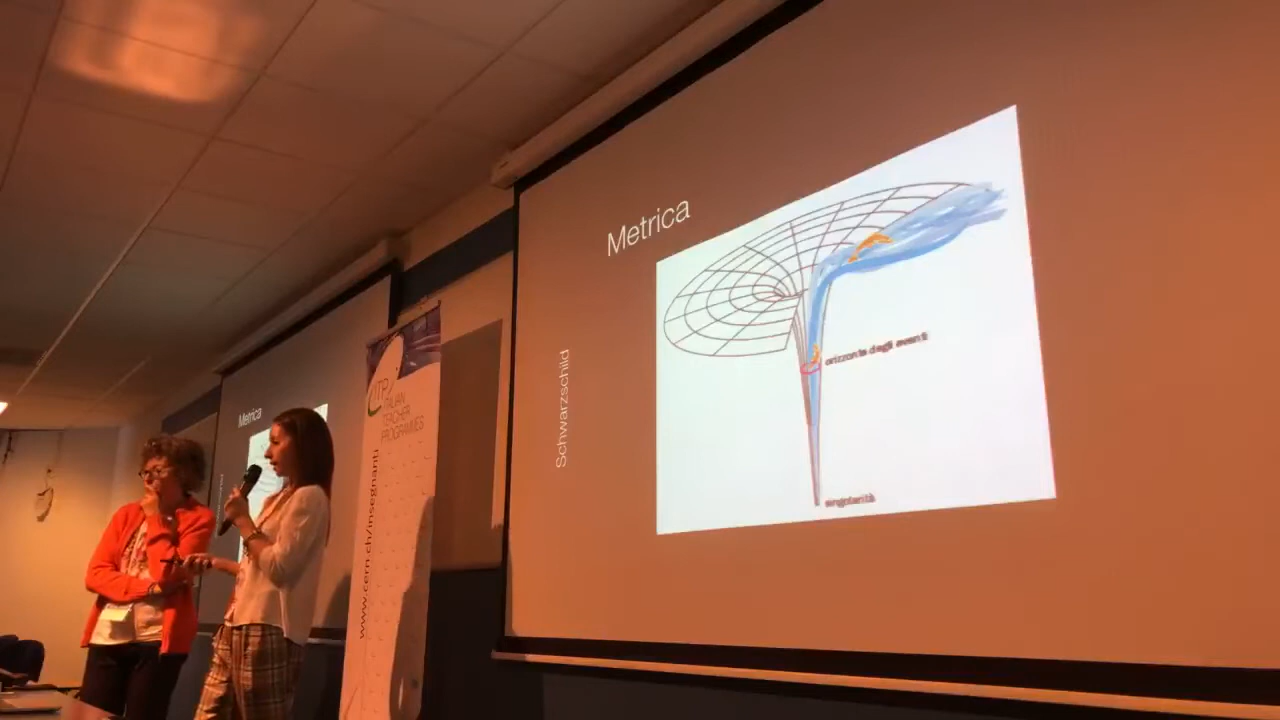 Metrica
Schwarzschild
orizzonte degli eventi
singolarità
Metrica
ITP
ITALIAN
TEACHER
PROGRAMMES
www.cern.ch/insegnanti